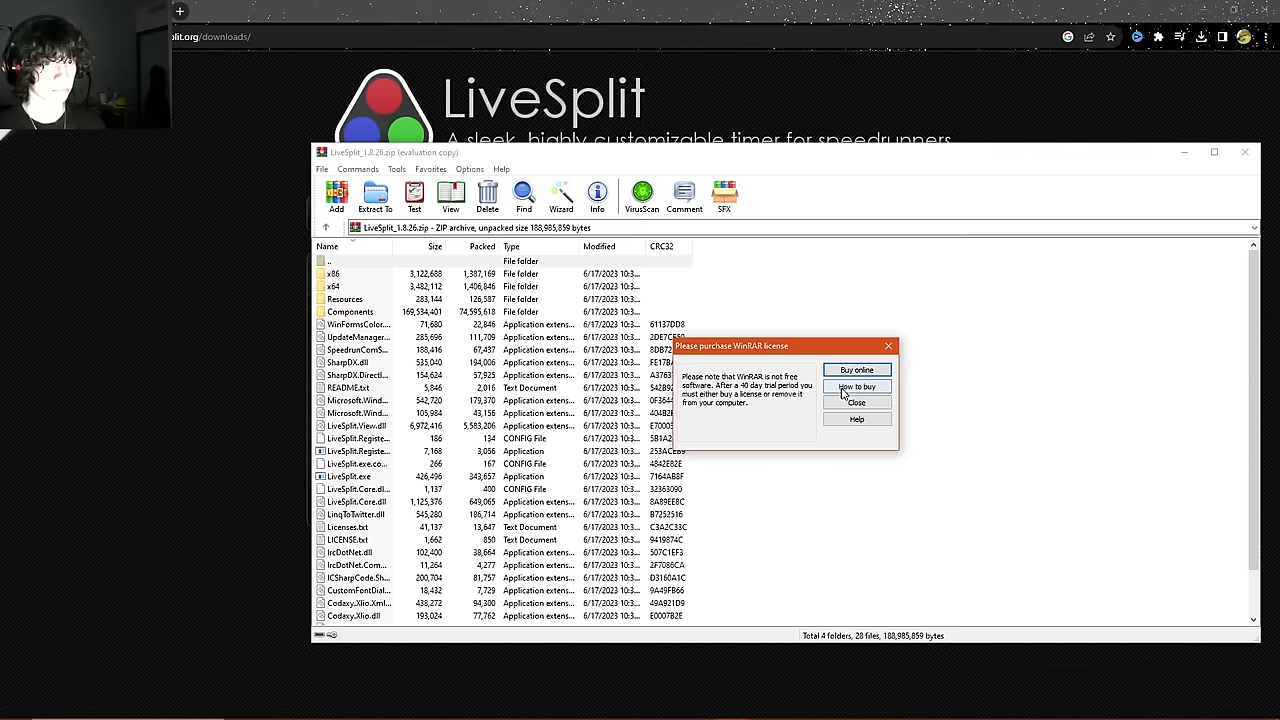 plit.org/downloads/
LiveSplit
A sleek, highly customizable timer for speedrunners
LiveSplit_1.8.26.zip (evaluation copy)
File Commands Tools Favorites Options Help
Add Extract To Test View Delete Find Wizard Info VirusScan Comment SFX
LiveSplit_1.8.26.zip - ZIP archive, unpacked size 188,985,859 bytes
Name Size Packed Type Modified CRC32
.. File folder
x86 3,122,688 1,387,169 File folder 6/17/2023 10:3...
x64 3,482,112 1,406,846 File folder 6/17/2023 10:3...
Resources 283,144 126,587 File folder 6/17/2023 10:3...
Components 169,534,401 74,595,618 File folder 6/17/2023 10:3...
WinFormsColor.... 71,680 22,846 Application extens... 6/17/2023 10:3... 61137DD8
UpdateManager... 285,696 111,709 Application extens... 6/17/2023 10:3...
SpeedrunComS... 188,416 67,437 Application extens... 6/17/2023 10:3...
SharpDX.dll 535,040 194,006 Application extens... 6/17/2023 10:3...
SharpDX.DirectI... 154,624 57,925 Application extens... 6/17/2023 10:3...
README.txt 5,846 2,016 Text Document 6/17/2023 10:3...
Microsoft.Wind... 542,720 179,370 Application extens... 6/17/2023 10:3...
Microsoft.Wind... 105,984 43,156 Application extens... 6/17/2023 10:3...
LiveSplit.View.dll 6,972,416 5,583,206 Application extens... 6/17/2023 10:3...
LiveSplit.Registe... 186 134 CONFIG File 6/17/2023 10:3...
LiveSplit.Registe... 7,168 3,056 Application 6/17/2023 10:3...
LiveSplit.exe.co... 266 167 CONFIG File 6/17/2023 10:3... 4842E82E
LiveSplit.exe 426,496 343,657 Application 6/17/2023 10:3... 7164AB8F
LiveSplit.Core.dl... 1,137 400 CONFIG File 6/17/2023 10:3... 32363090
LiveSplit.Core.dll 1,125,376 649,065 Application extens... 6/17/2023 10:3... 8A89EE8C
LinqToTwitter.dll 545,280 186,714 Application extens... 6/17/2023 10:3... B7252516
Licenses.txt 41,137 13,647 Text Document 6/17/2023 10:3... C3A2C33C
LICENSE.txt 1,662 850 Text Document 6/17/2023 10:3... 9419874C
IrcDotNet.dll 102,400 38,664 Application extens... 6/17/2023 10:3... 507C1EF3
IrcDotNet.Com... 11,264 4,277 Application extens... 6/17/2023 10:3... 2F7086CA
ICSharpCode.Sh... 200,704 81,757 Application extens... 6/17/2023 10:3... D3160A1C
CustomFontDial... 18,432 7,729 Application extens... 6/17/2023 10:3... 9A49FB66
Codaxy.Xlio.Xml... 438,272 94,300 Application extens... 6/17/2023 10:3... 49A921D9
Codaxy.Xlio.dll 193,024 77,762 Application extens... 6/17/2023 10:3... E0007B2E
Please purchase WinRAR license
Please note that WinRAR is not free
software. After a 40 day trial period you
must either buy a license or remove it
from your computer.
Buy online
How to buy
Close
Help
Total 4 folders, 28 files, 188,985,859 bytes